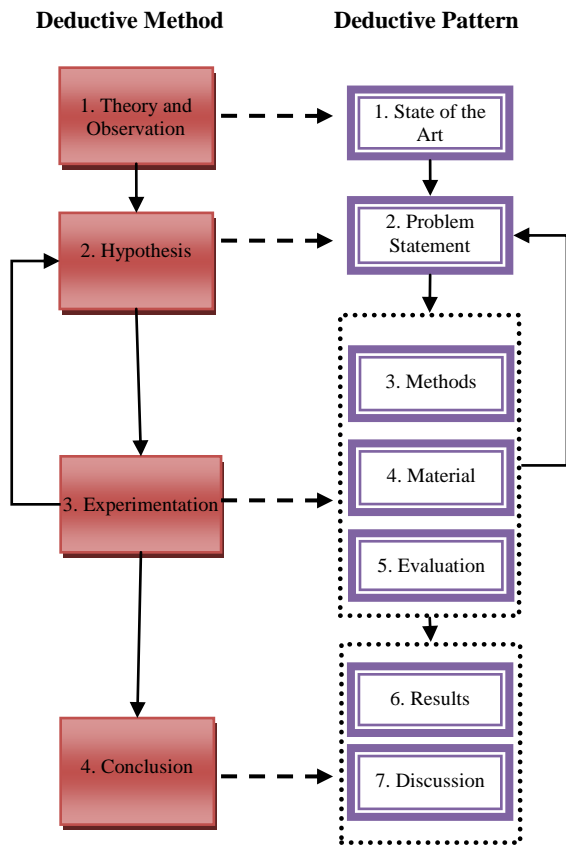 Deductive Method
Deductive Pattern
1. Theory and
Observation
1. State of the
Art
2. Hypothesis
2. Problem
Statement
3. Methods
3. Experimentation
4. Material
5. Evaluation
6. Results
4. Conclusion
7. Discussion